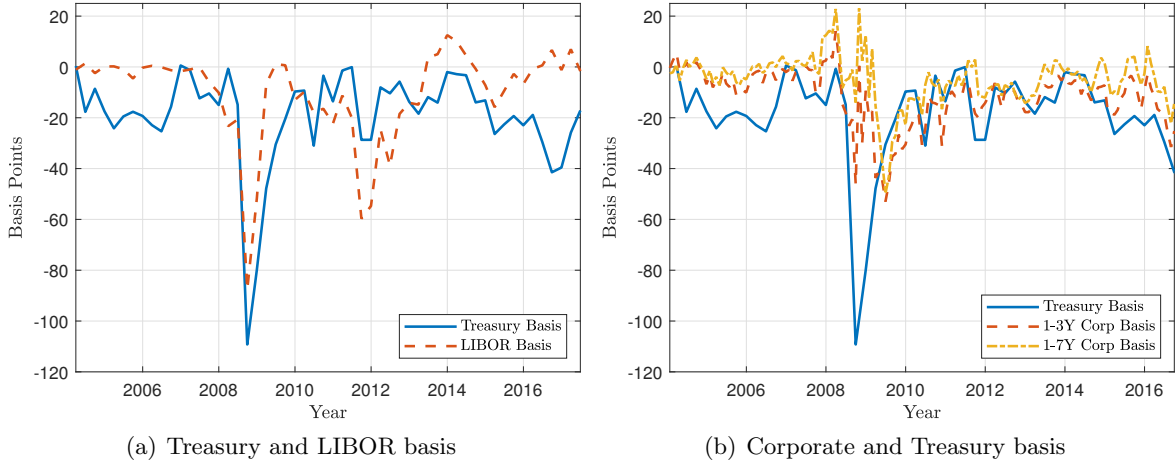 20
0
-20
-40
-60
-80
-100
-120
Basis Points
2006 2008 2010 2012 2014 2016
Year
Treasury Basis
LIBOR Basis
(a) Treasury and LIBOR basis
20
0
-20
-40
-60
-80
-100
-120
Basis Points
2006 2008 2010 2012 2014 2016
Year
Treasury Basis
1-3Y Corp Basis
1-7Y Corp Basis
(b) Corporate and Treasury basis